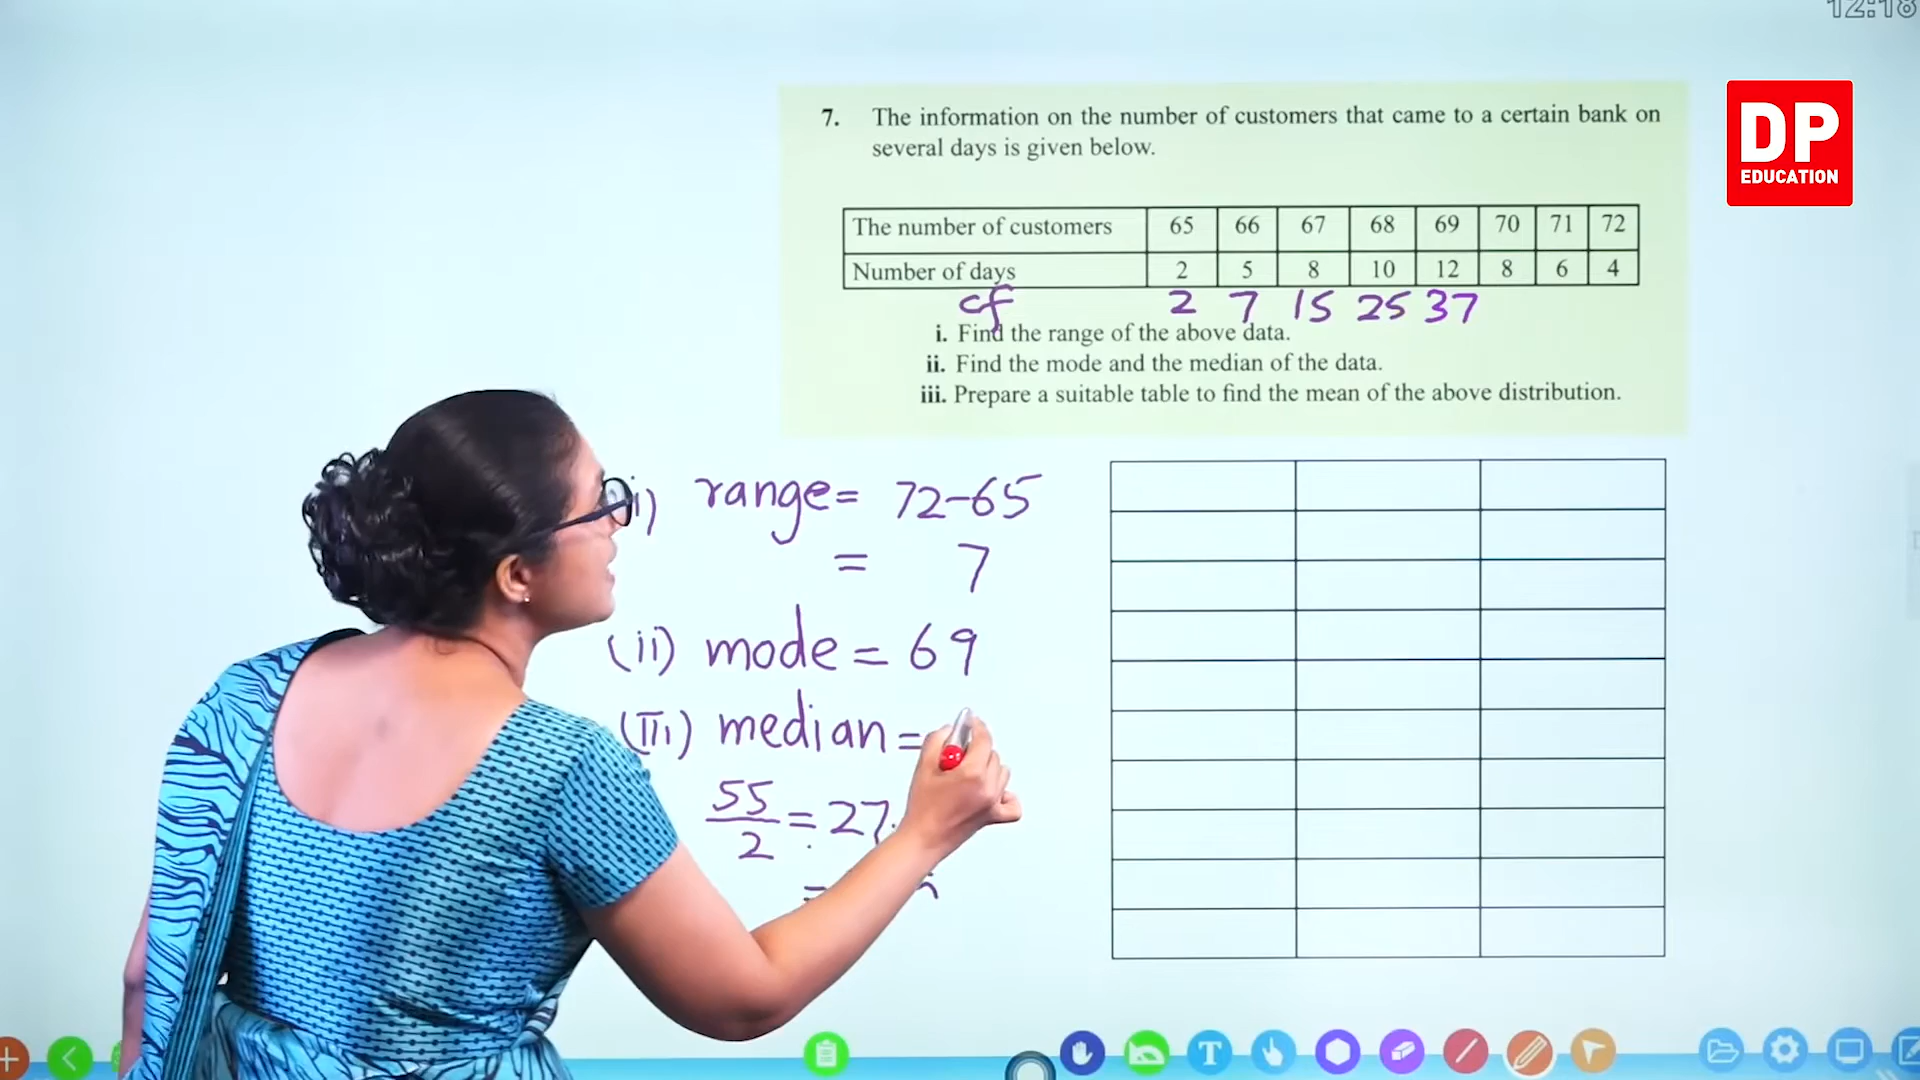 12:18
DP
EDUCATION
7. The information on the number of customers that came to a certain bank on
several days is given below.
The number of customers 65 66 67 68 69 70 71 72
Number of days 2 5 8 10 12 8 6 4
cf 2 7 15 25 37
i. Find the range of the above data.
ii. Find the mode and the median of the data.
iii. Prepare a suitable table to find the mean of the above distribution.
i) range = 72-65
= 7
(ii) mode = 69
(iii) median =
55/2 = 27.
=
T